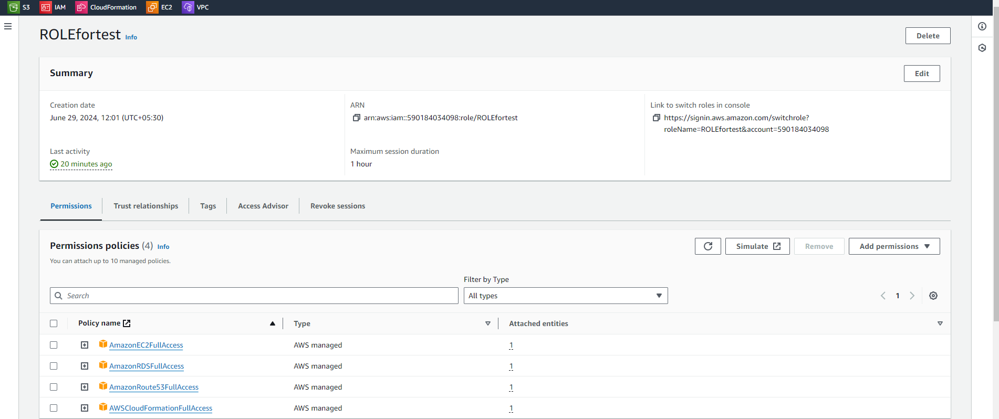 S3 IAM CloudFormation EC2 VPC
ROLEfortest Info
Delete
Summary
Edit
Creation date
June 29, 2024, 12:01 (UTC+05:30)
ARN
arn:aws:iam::590184034098:role/ROLEfortest
Link to switch roles in console
https://signin.aws.amazon.com/switchrole?
roleName=ROLEfortest&account=590184034098
Last activity
20 minutes ago
Maximum session duration
1 hour
Permissions Trust relationships Tags Access Advisor Revoke sessions
Permissions policies (4) Info
You can attach up to 10 managed policies.
Simulate Remove Add permissions
Filter by Type
Search
All types
1
Policy name Type Attached entities
AmazonEC2FullAccess AWS managed 1
AmazonRDSFullAccess AWS managed 1
AmazonRoute53FullAccess AWS managed 1
AWSCloudFormationFullAccess AWS managed 1